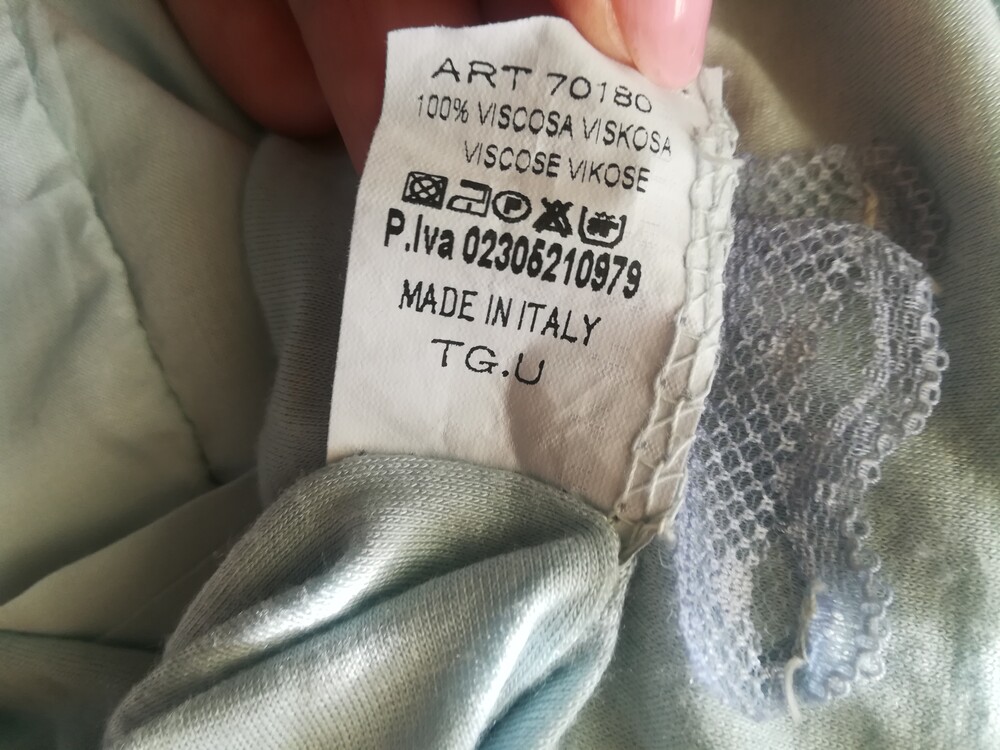 ART 70180
100% VISCOSA VISKOSA
VISCOSE VIKOSE
P
P.Iva 02306210979
MADE IN ITALY
TG.U